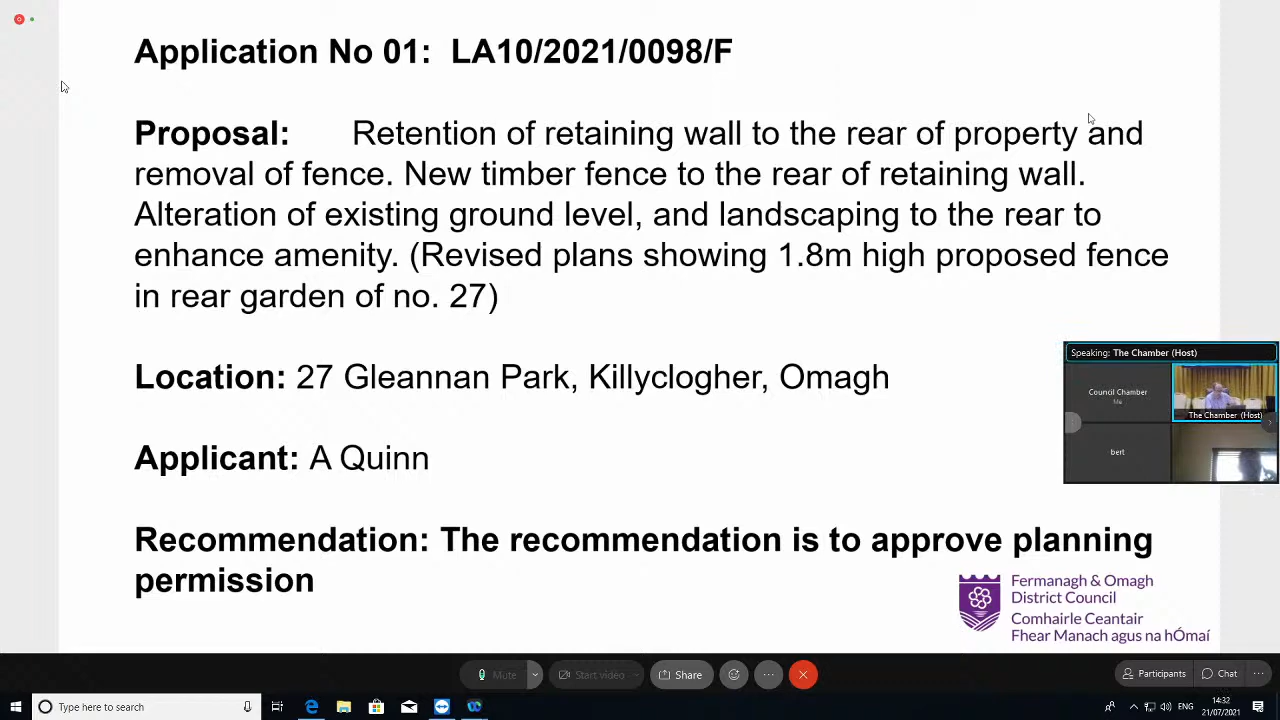 Application No 01: LA10/2021/0098/F
Proposal: Retention of retaining wall to the rear of property and
removal of fence. New timber fence to the rear of retaining wall.
Alteration of existing ground level, and landscaping to the rear to
enhance amenity. (Revised plans showing 1.8m high proposed fence
in rear garden of no. 27)
Location: 27 Gleannan Park, Killyclogher, Omagh
Speaking: The Chamber (Host)
Council Chamber
Me
The Chamber (Host)
bert
Applicant: A Quinn
Recommendation: The recommendation is to approve planning
permission
Fermanagh & Omagh
District Council
Comhairle Ceantair
Fhear Manach agus na hÓmaí
Mute
Start video
Share
Participants
Chat
Type here to search
ENG
14:32
21/07/2021